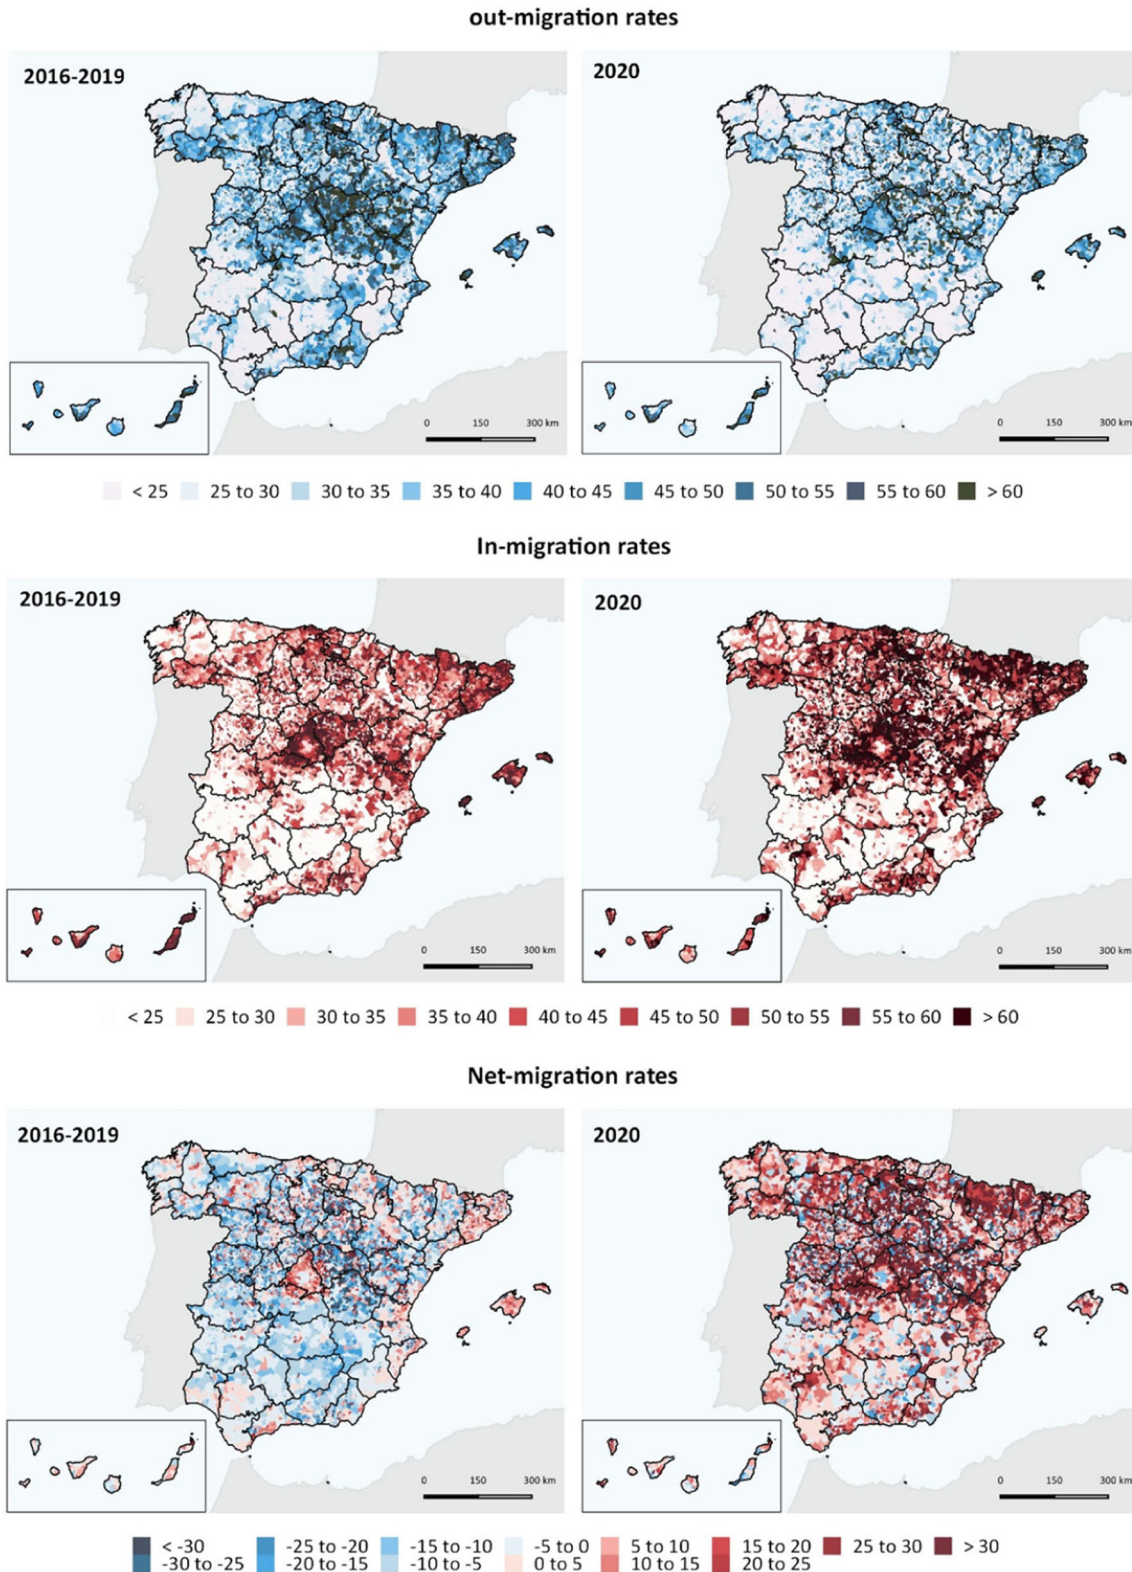 out-migration rates
2016-2019
2020
0 150 300 km
0 150 300 km
< 25 25 to 30 30 to 35 35 to 40 40 to 45 45 to 50 50 to 55 55 to 60 > 60
In-migration rates
2016-2019
2020
0 150 300 km
0 150 300 km
< 25 25 to 30 30 to 35 35 to 40 40 to 45 45 to 50 50 to 55 55 to 60 > 60
Net-migration rates
2016-2019
2020
0 150 300 km
0 150 300 km
< -30 -25 to -20 -15 to -10 -5 to 0 5 to 10 15 to 20 25 to 30 > 30
-30 to -25 -20 to -15 -10 to -5 0 to 5 10 to 15 20 to 25